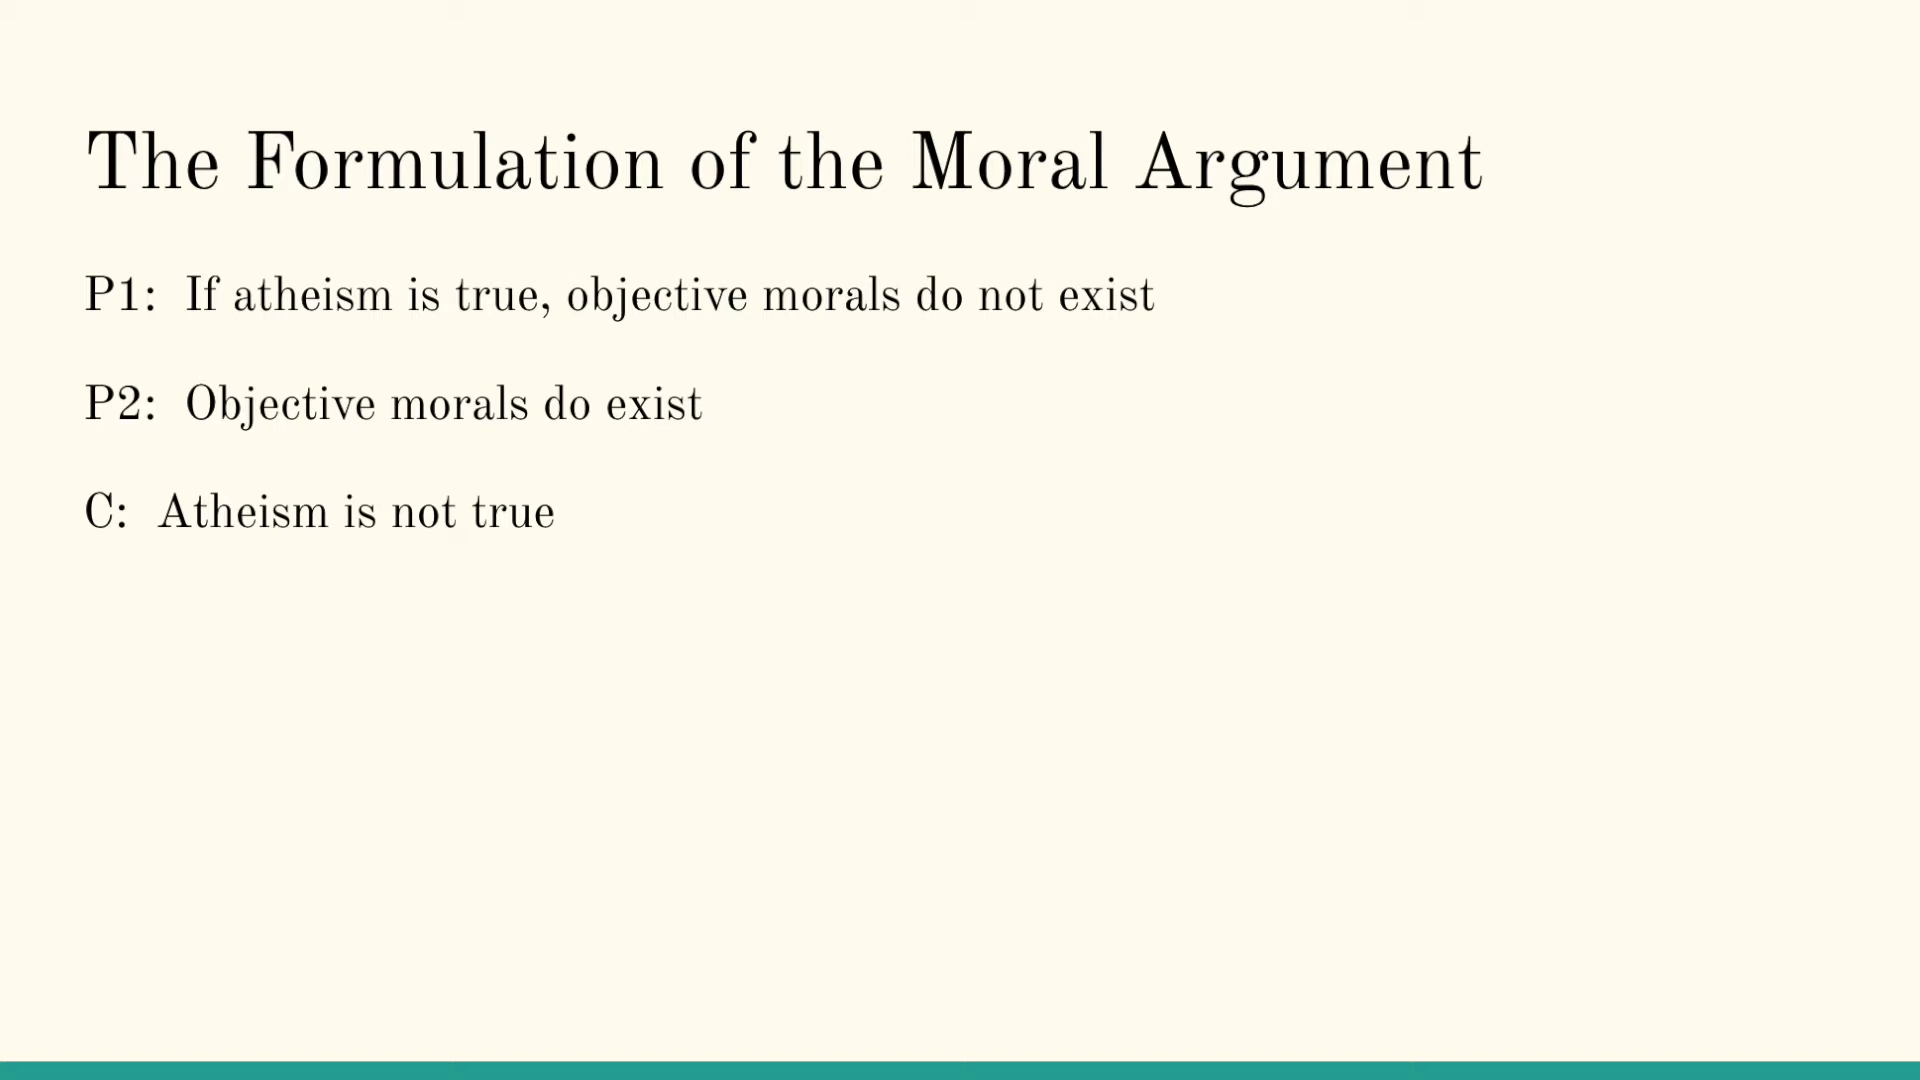 The Formulation of the Moral Argument
P1: If atheism is true, objective morals do not exist
P2: Objective morals do exist
C: Atheism is not true